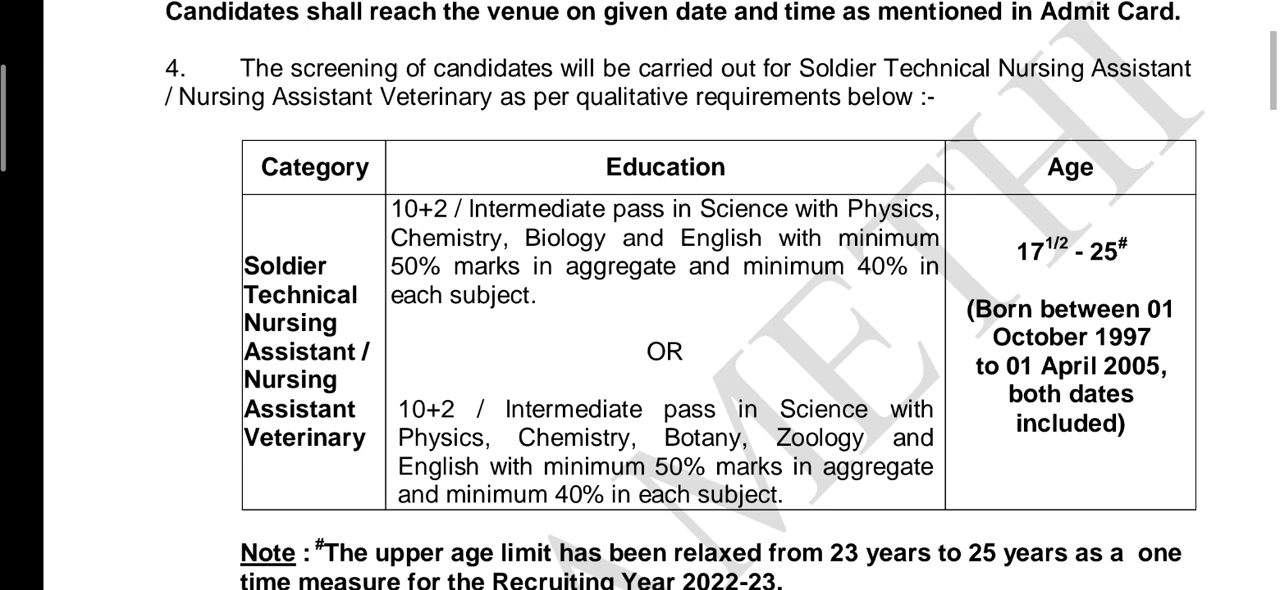 Candidates shall reach the venue on given date and time as mentioned in Admit Card.
4. The screening of candidates will be carried out for Soldier Technical Nursing Assistant
/ Nursing Assistant Veterinary as per qualitative requirements below :-
Category
Education
Age
Soldier
Technical
Nursing
Assistant /
Nursing
Assistant
Veterinary
10+2 / Intermediate pass in Science with Physics,
Chemistry, Biology and English with minimum
50% marks in aggregate and minimum 40% in
each subject.
OR
10+2 / Intermediate pass in Science with
Physics, Chemistry, Botany, Zoology and
English with minimum 50% marks in aggregate
and minimum 40% in each subject.
17 1/2 - 25#
(Born between 01
October 1997
to 01 April 2005,
both dates
included)
Note : #The upper age limit has been relaxed from 23 years to 25 years as a one
time measure for the Recruiting Year 2022-23.
AMETHI